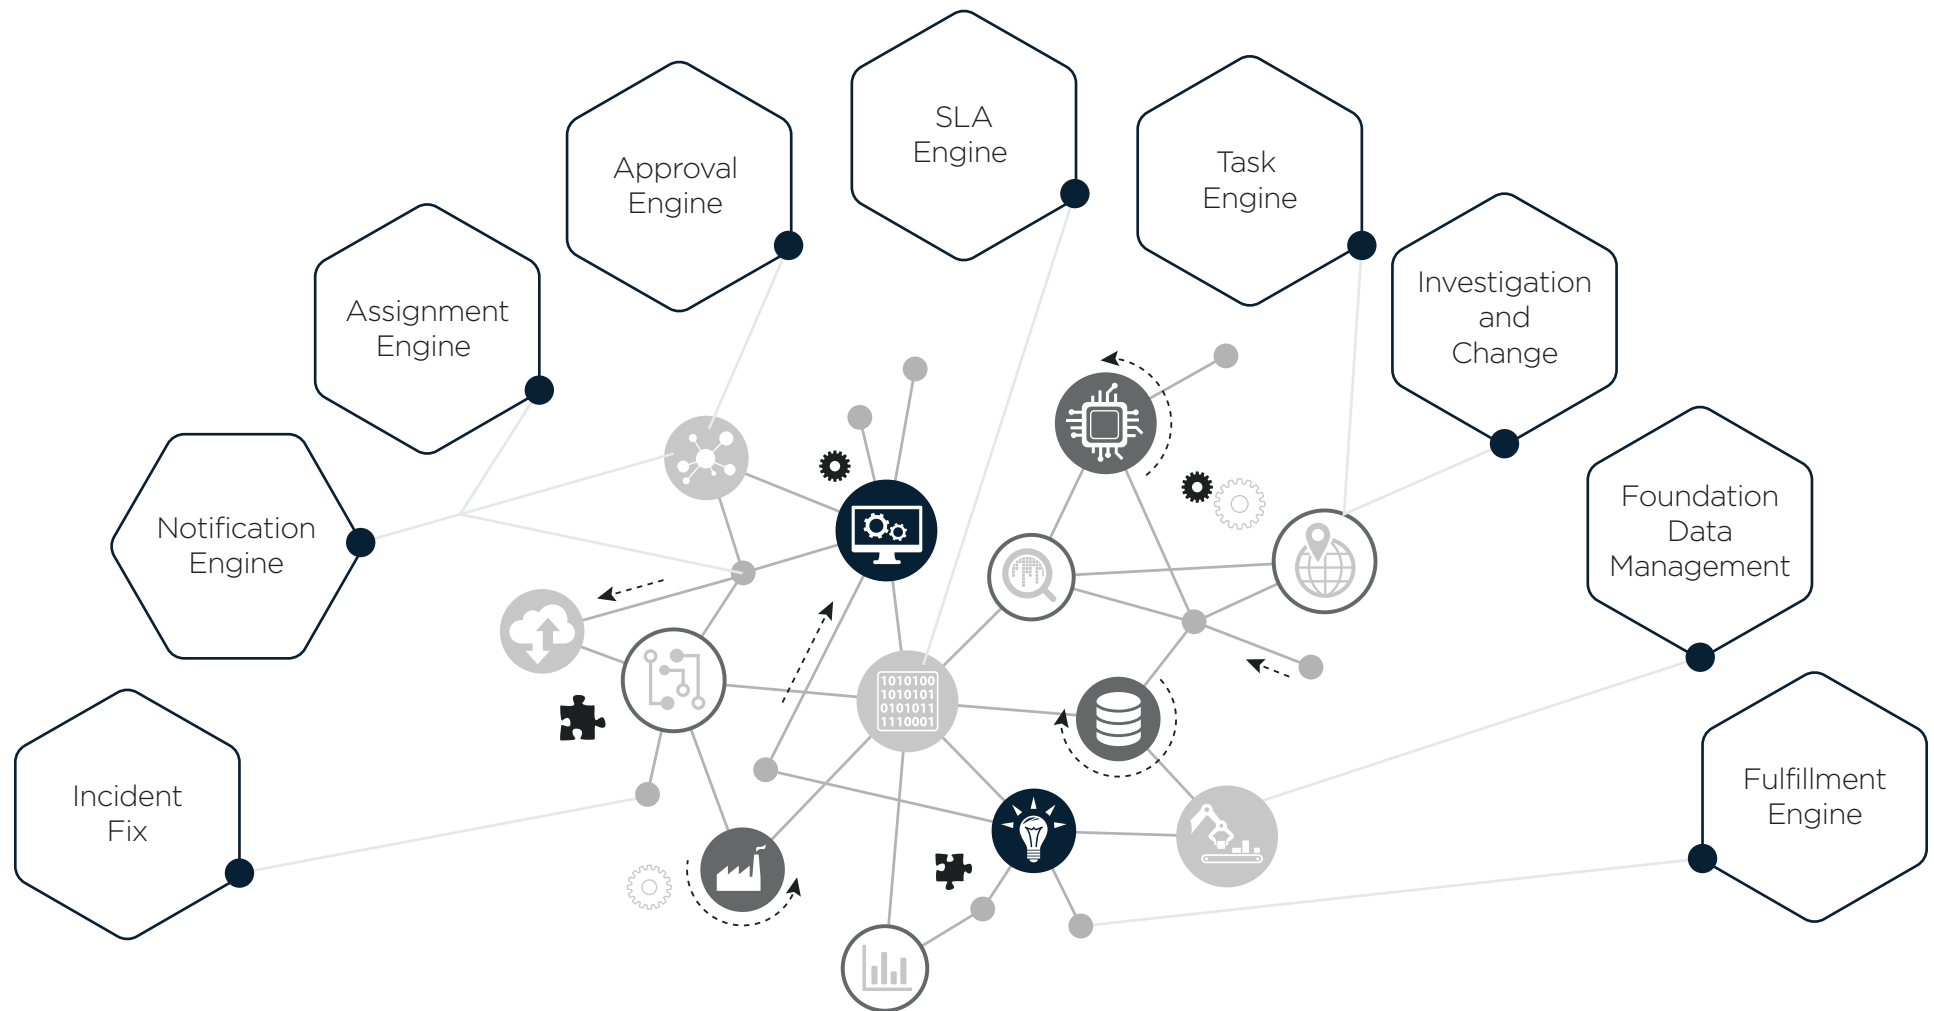 SLA
Engine
Approval
Engine
Task
Engine
Assignment
Engine
Investigation
and
Change
Notification
Engine
Foundation
Data
Management
Incident
Fix
Fulfillment
Engine
1010100
1010101
0101011
1110001